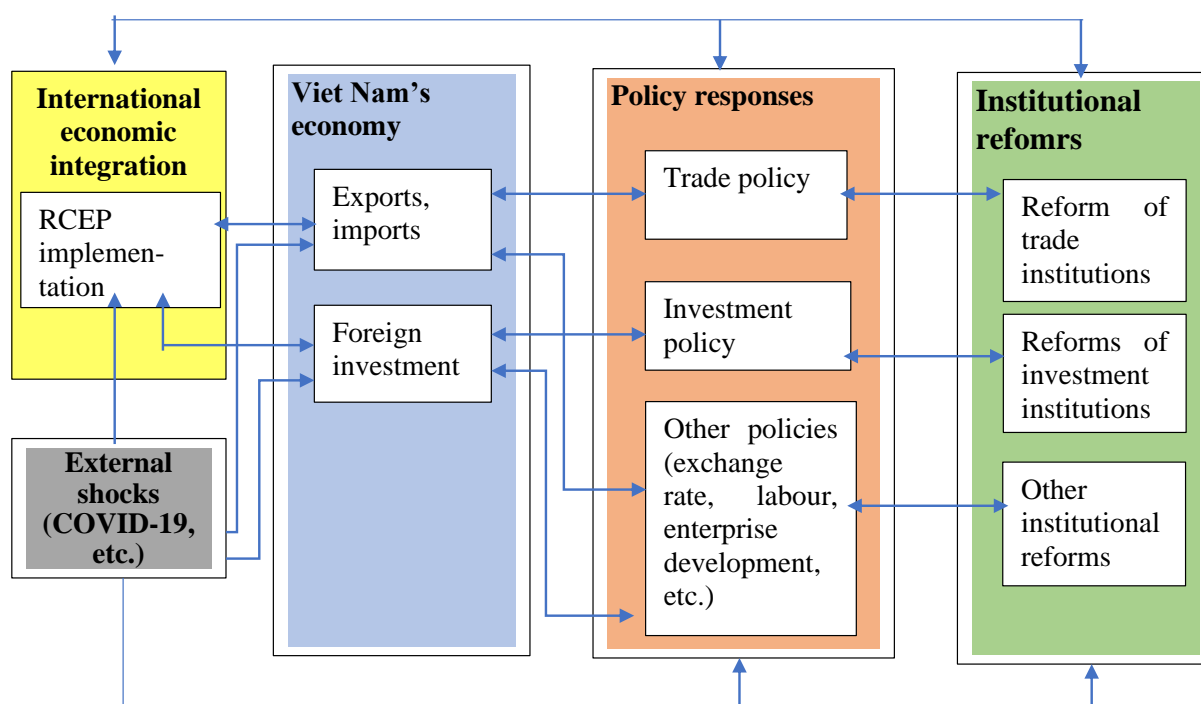 International
economic
integration
RCEP
implemen-
tation
External
shocks
(COVID-19,
etc.)
Viet Nam's
economy
Exports,
imports
Foreign
investment
Policy responses
Trade policy
Investment
policy
Other policies
(exchange
rate, labour,
enterprise
development,
etc.)
Institutional
refomrs
Reform of
trade
institutions
Reforms of
investment
institutions
Other
institutional
reforms